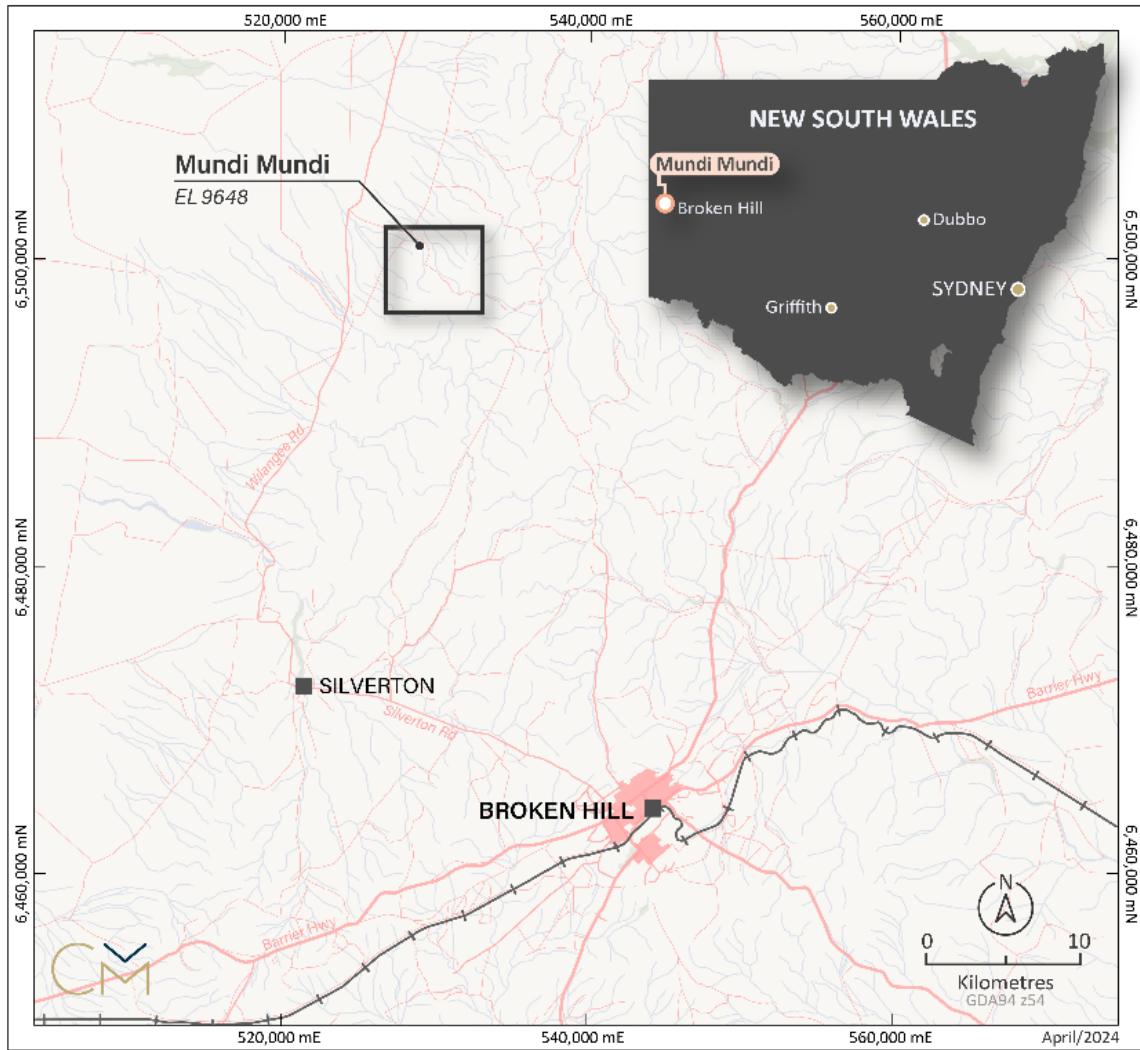 520,000 mE
540,000 mE
560,000 mE
NEW SOUTH WALES
Mundi Mundi
Broken Hill
Dubbo
SYDNEY
Griffith
Mundi Mundi
EL 9648
6,500,000 mN
6,500,000 mN
Wilangee Rd
6,480,000 mN
6,480,000 mN
SILVERTON
Silverton Rd
Barrier Hwy
BROKEN HILL
6,460,000 mN
6,460,000 mN
Barrier Hwy
CMM
N
0 10
Kilometres
GDA94 z54
520,000 mE
540,000 mE
560,000 mE
April/2024